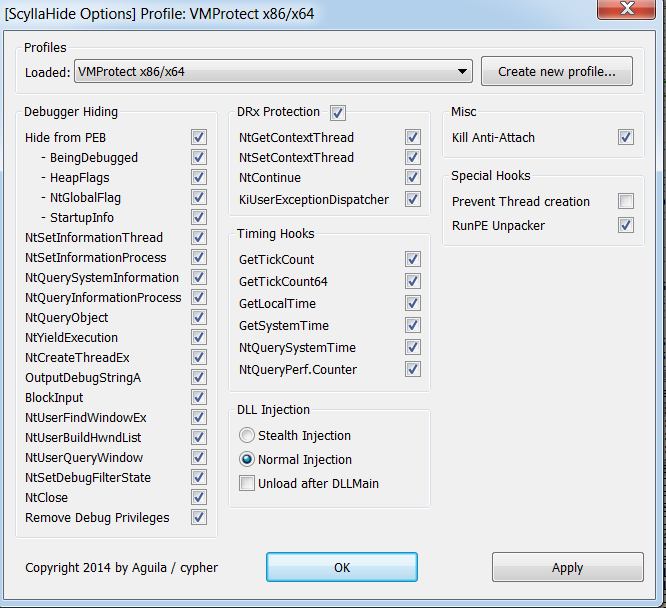 [ScyllaHide Options] Profile: VMProtect x86/x64
Profiles
Loaded: VMProtect x86/x64
Create new profile...
Debugger Hiding
Hide from PEB
- BeingDebugged
- HeapFlags
- NtGlobalFlag
- StartupInfo
NtSetInformationThread
NtSetInformationProcess
NtQuerySystemInformation
NtQueryInformationProcess
NtQueryObject
NtYieldExecution
NtCreateThreadEx
OutputDebugStringA
BlockInput
NtUserFindWindowEx
NtUserBuildHwndList
NtUserQueryWindow
NtSetDebugFilterState
NtClose
Remove Debug Privileges
DRx Protection
NtGetContextThread
NtSetContextThread
NtContinue
KiUserExceptionDispatcher
Timing Hooks
GetTickCount
GetTickCount64
GetLocalTime
GetSystemTime
NtQuerySystemTime
NtQueryPerf.Counter
DLL Injection
Stealth Injection
Normal Injection
Unload after DLLMain
Misc
Kill Anti-Attach
Special Hooks
Prevent Thread creation
RunPE Unpacker
Copyright 2014 by Aguila / cypher
OK
Apply